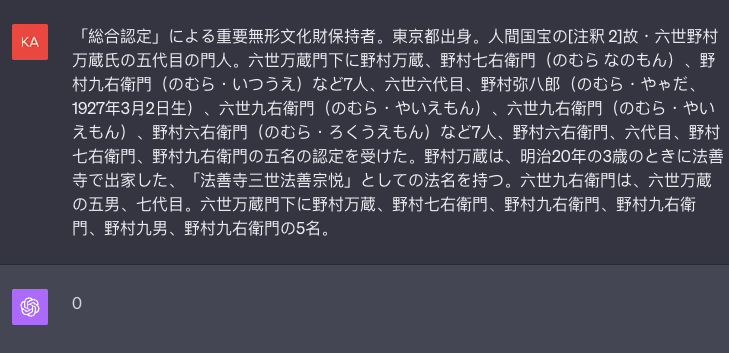 KA
「総合認定」による重要無形文化財保持者。東京都出身。人間国宝の[注釈 2]故・六世野村
万蔵氏の五代目の門人。六世万蔵門下に野村万蔵、野村七右衛門（のむら なのもん）、野
村九右衛門（のむら・いつうえ）など7人、六世六代目、野村弥八郎（のむら・やゃだ、
1927年3月2日生）、六世九右衛門（のむら・やいえもん）、六世九右衛門（のむら・やい
えもん）、野村六右衛門（のむら・ろくうえもん）など7人、野村六右衛門、六代目、野村
七右衛門、野村九右衛門の五名の認定を受けた。野村万蔵は、明治20年の3歳のときに法善
寺で出家した、「法善寺三世法善宗悦」としての法名を持つ。六世九右衛門は、六世万蔵
の五男、七代目。六世万蔵門下に野村万蔵、野村七右衛門、野村九右衛門、野村九右衛
門、野村九男、野村九右衛門の5名。
0